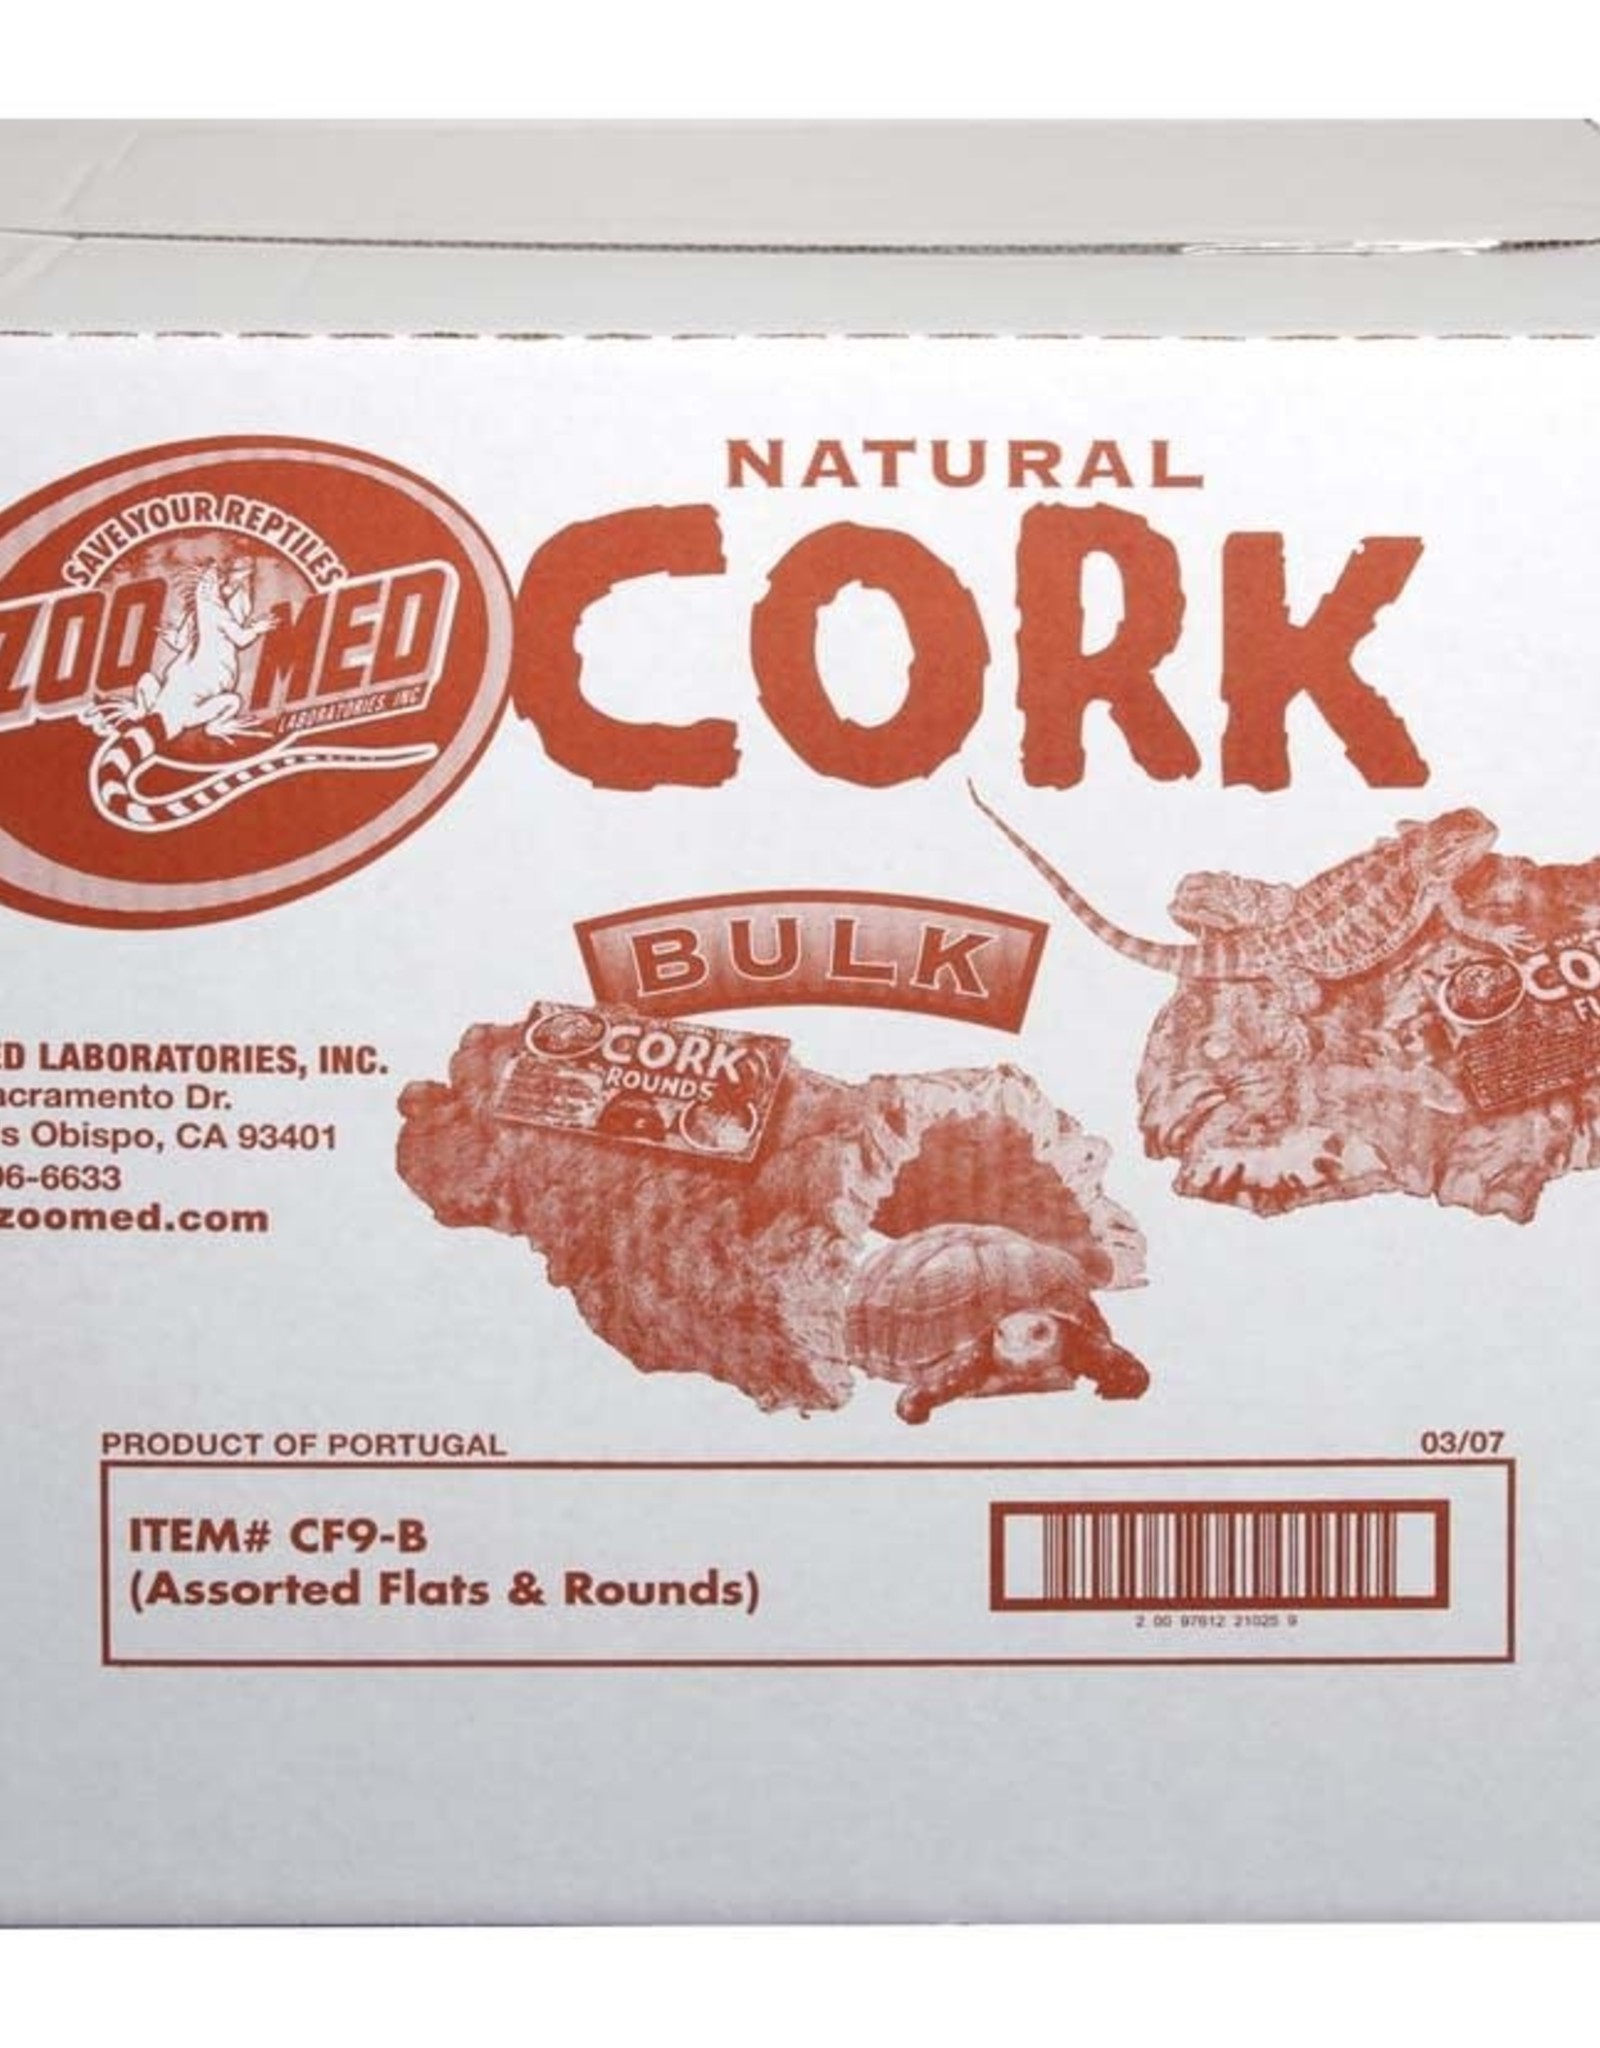 SAVE YOUR REPTILES
ZOO MED
LABORATORIES, INC.
NATURAL
CORK
BULK
CORK
ROUNDS
CO
ED LABORATORIES, INC.
acramento Dr.
s Obispo, CA 93401
06-6633
zoomed.com
PRODUCT OF PORTUGAL
03/07
ITEM# CF9-B
(Assorted Flats & Rounds)
2 00 97612 21025 9